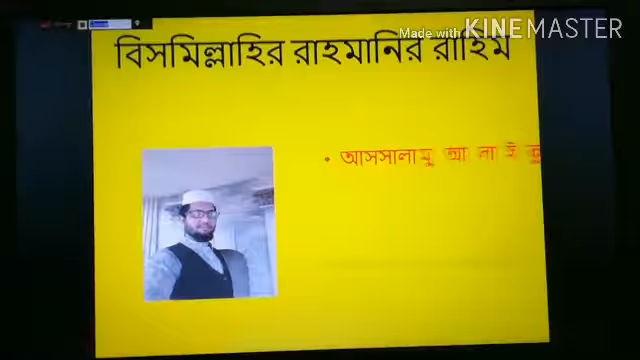 Made with KINEMASTER
বিসমিল্লাহির রাহমানির রাহিম
• আসসালামু আলাইকু